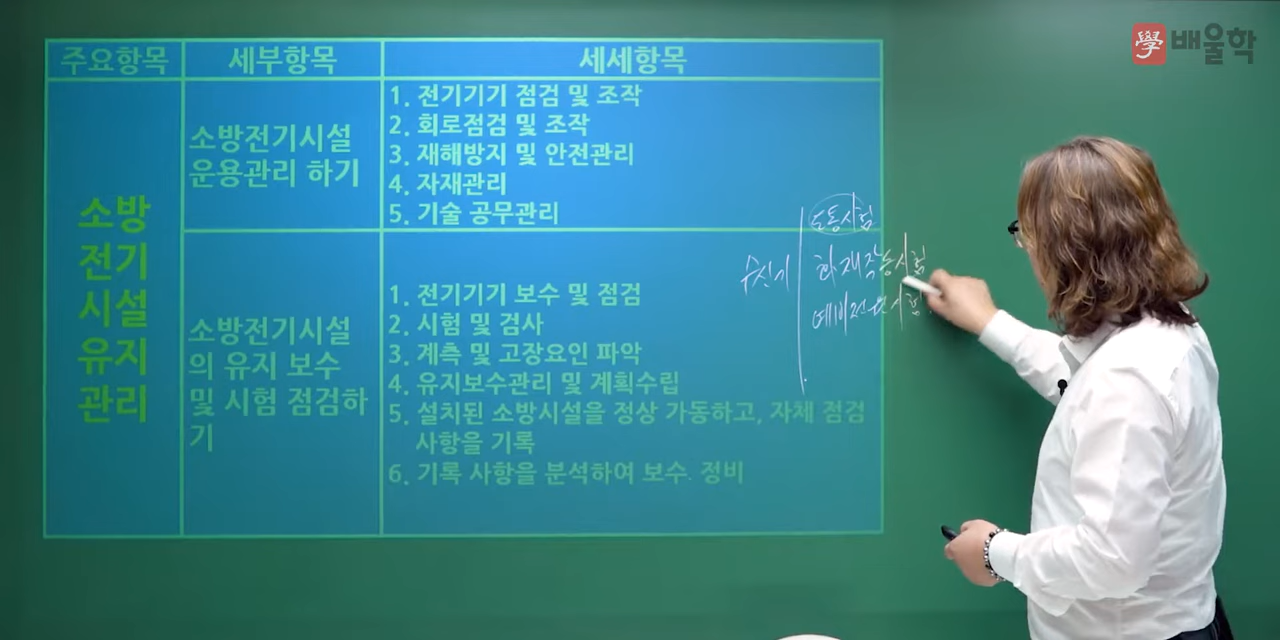 學 배울학
주요항목 세부항목 세세항목
소방
전기
시설
유지
관리
소방전기시설
운용관리 하기
1. 전기기기 점검 및 조작
2. 회로점검 및 조작
3. 재해방지 및 안전관리
4. 자재관리
5. 기술 공무관리
소방전기시설
의 유지 보수
및 시험 점검하
기
1. 전기기기 보수 및 점검
2. 시험 및 검사
3. 계측 및 고장요인 파악
4. 유지보수관리 및 계획수립
5. 설치된 소방시설을 정상 가동하고, 자체 점검
사항을 기록
6. 기록 사항을 분석하여 보수. 정비
수신기
도통시험
화재작동시험
예비전원시험